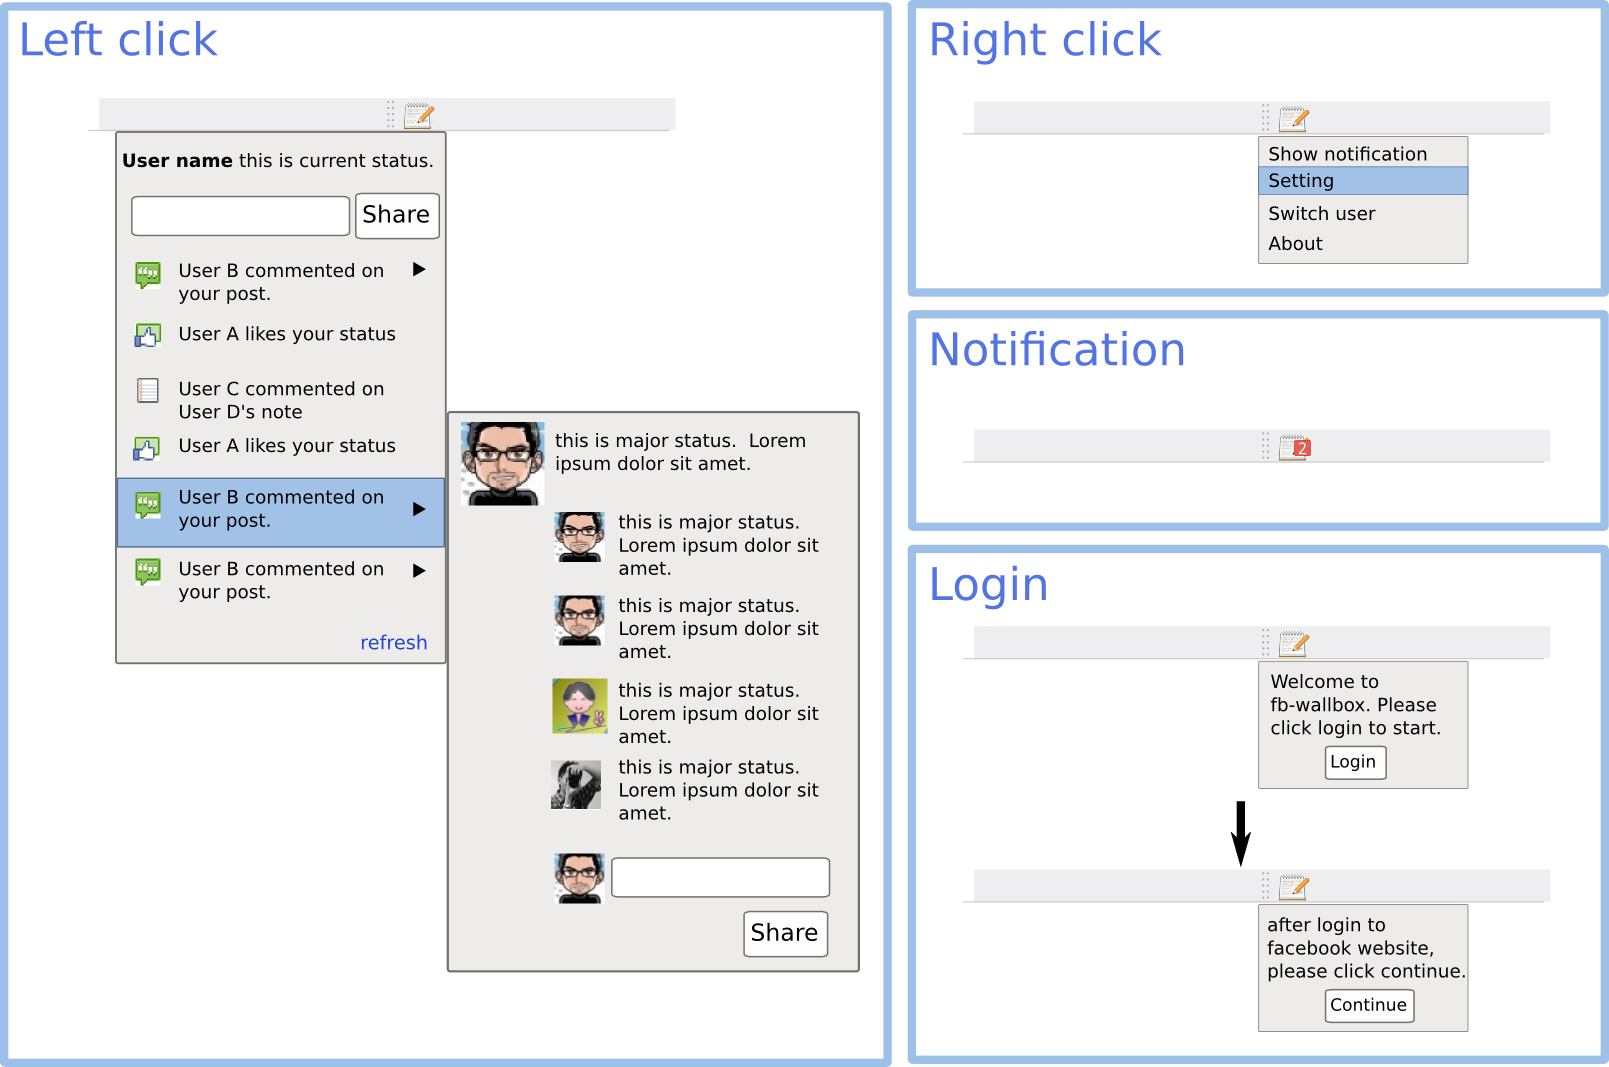 Left click
User name this is current status.
Share
User B commented on
your post.
User A likes your status
User C commented on
User D's note
User A likes your status
User B commented on
your post.
User B commented on
your post.
refresh
this is major status.  Lorem
ipsum dolor sit amet.
this is major status.
Lorem ipsum dolor sit
amet.
this is major status.
Lorem ipsum dolor sit
amet.
this is major status.
Lorem ipsum dolor sit
amet.
this is major status.
Lorem ipsum dolor sit
amet.
Share
Right click
Show notification
Setting
Switch user
About
Notification
2
Login
Welcome to
fb-wallbox. Please
click login to start.
Login
after login to
facebook website,
please click continue.
Continue